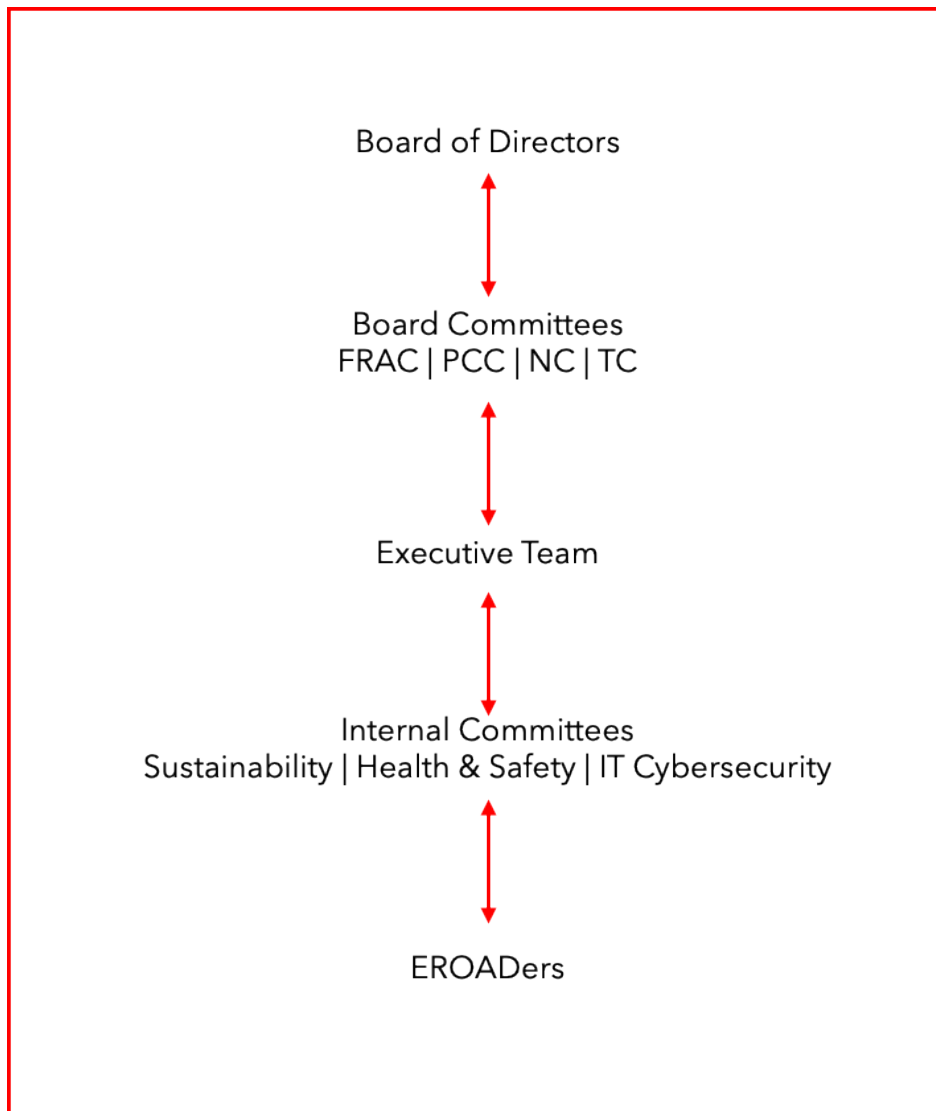 Board of Directors
Board Committees
FRAC | PCC | NC | TC
Executive Team
Internal Committees
Sustainability | Health & Safety | IT Cybersecurity
EROADers